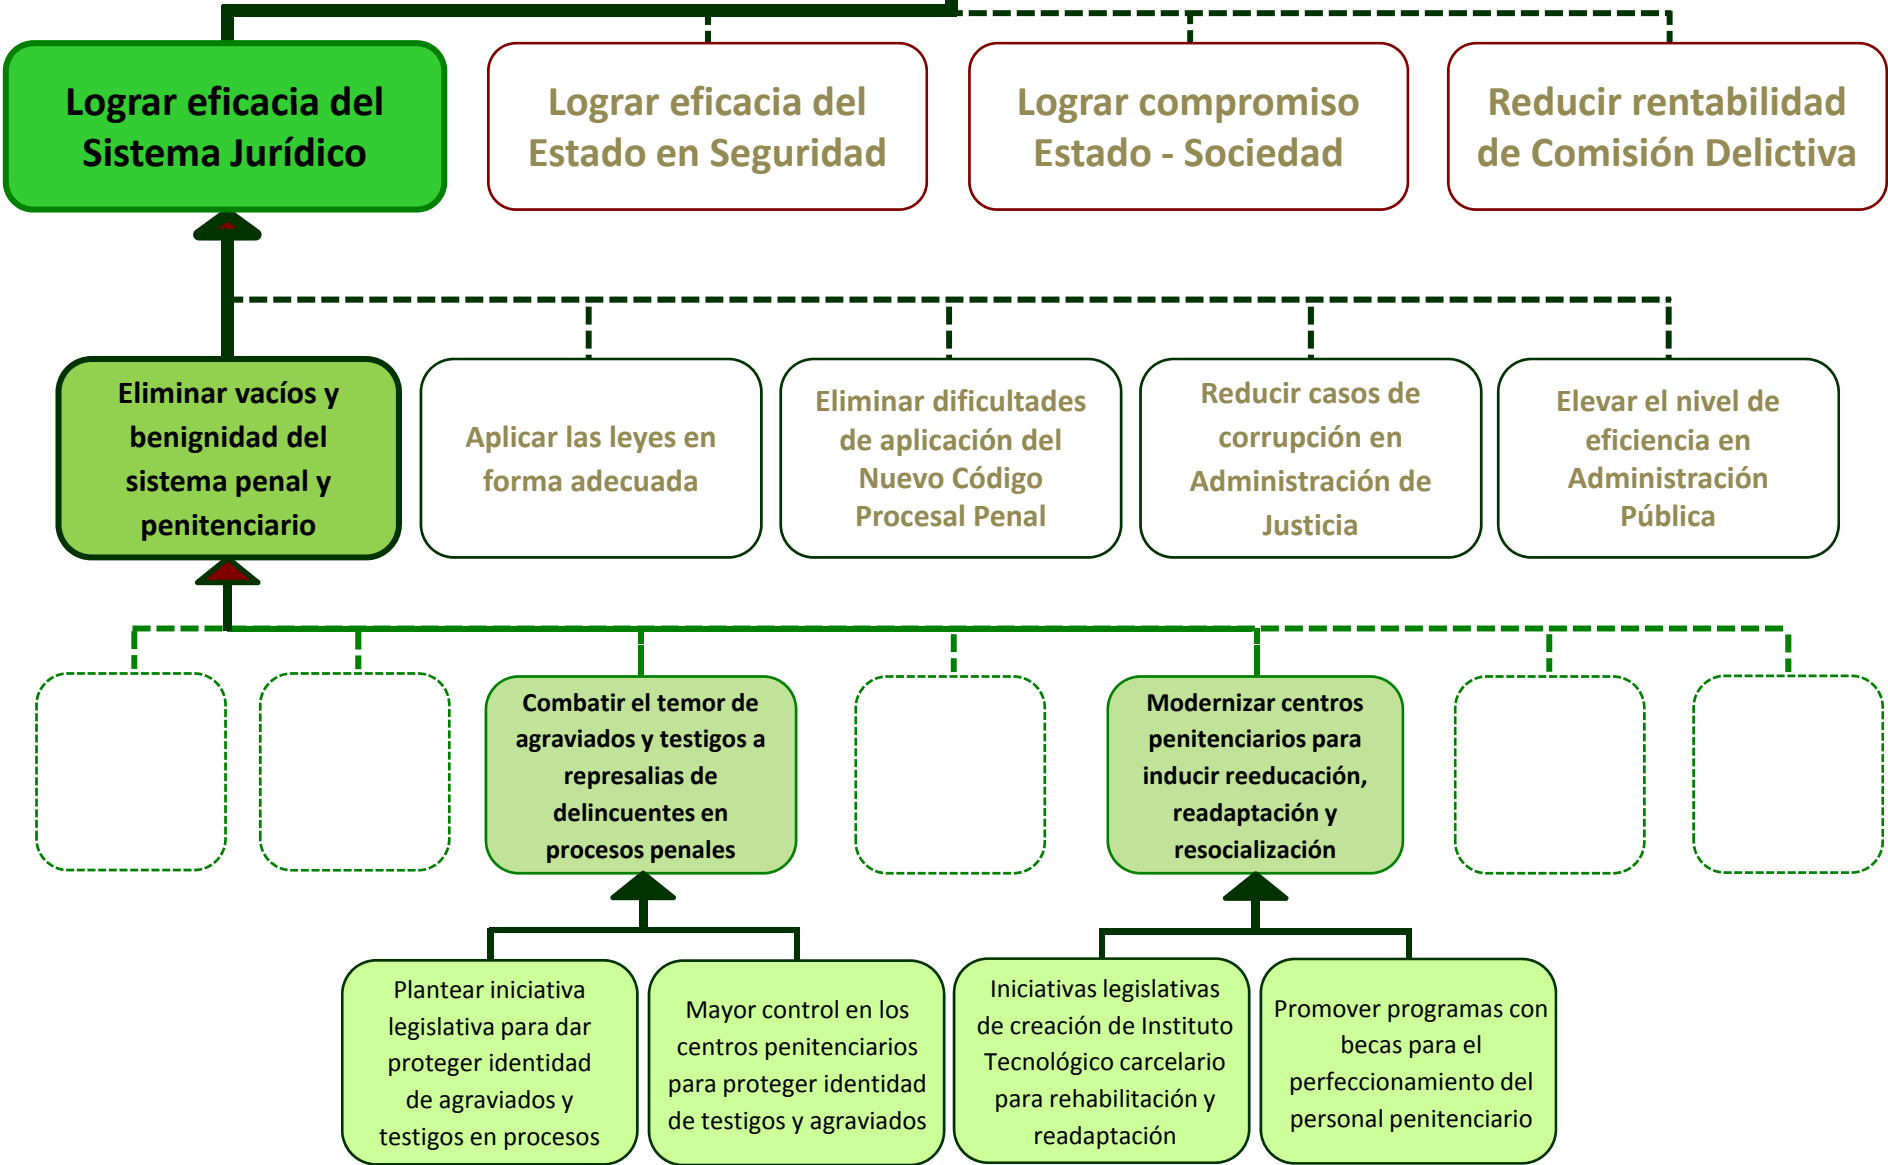 Lograr eficacia del
Sistema Jurídico
Lograr eficacia del
Estado en Seguridad
Lograr compromiso
Estado - Sociedad
Reducir rentabilidad
de Comisión Delictiva
Eliminar vacíos y
benignidad del
sistema penal y
penitenciario
Aplicar las leyes en
forma adecuada
Eliminar dificultades
de aplicación del
Nuevo Código
Procesal Penal
Reducir casos de
corrupción en
Administración de
Justicia
Elevar el nivel de
eficiencia en
Administración
Pública
Combatir el temor de
agraviados y testigos a
represalias de
delincuentes en
procesos penales
Modernizar centros
penitenciarios para
inducir reeducación,
readaptación y
resocialización
Plantear iniciativa
legislativa para dar
proteger identidad
de agraviados y
testigos en procesos
Mayor control en los
centros penitenciarios
para proteger identidad
de testigos y agraviados
Iniciativas legislativas
de creación de Instituto
Tecnológico carcelario
para rehabilitación y
readaptación
Promover programas con
becas para el
perfeccionamiento del
personal penitenciario